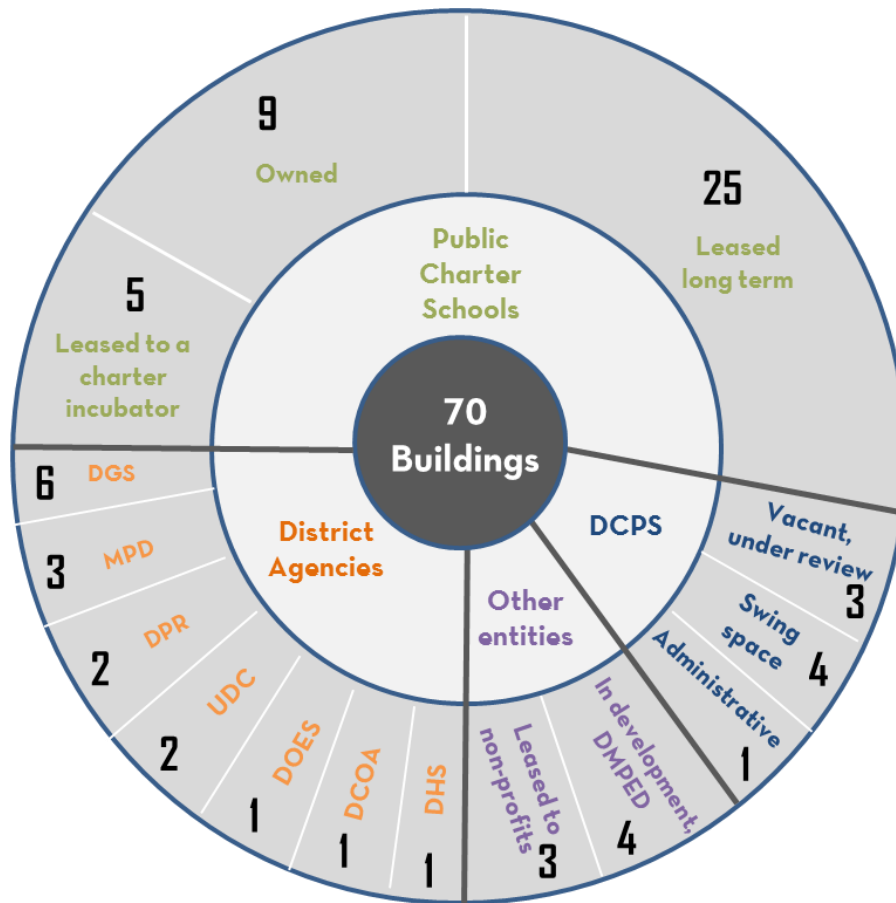 70
Buildings
Public
Charter
Schools
9
Owned
25
Leased
long term
5
Leased to a
charter
incubator
DCPS
Vacant,
under review
3
Swing
space
4
Administrative
1
Other
entities
In development,
DMPED
4
Leased to
non-profits
3
District
Agencies
6
DGS
3
MPD
2
DPR
2
UDC
1
DOES
1
DCOA
1
DHS